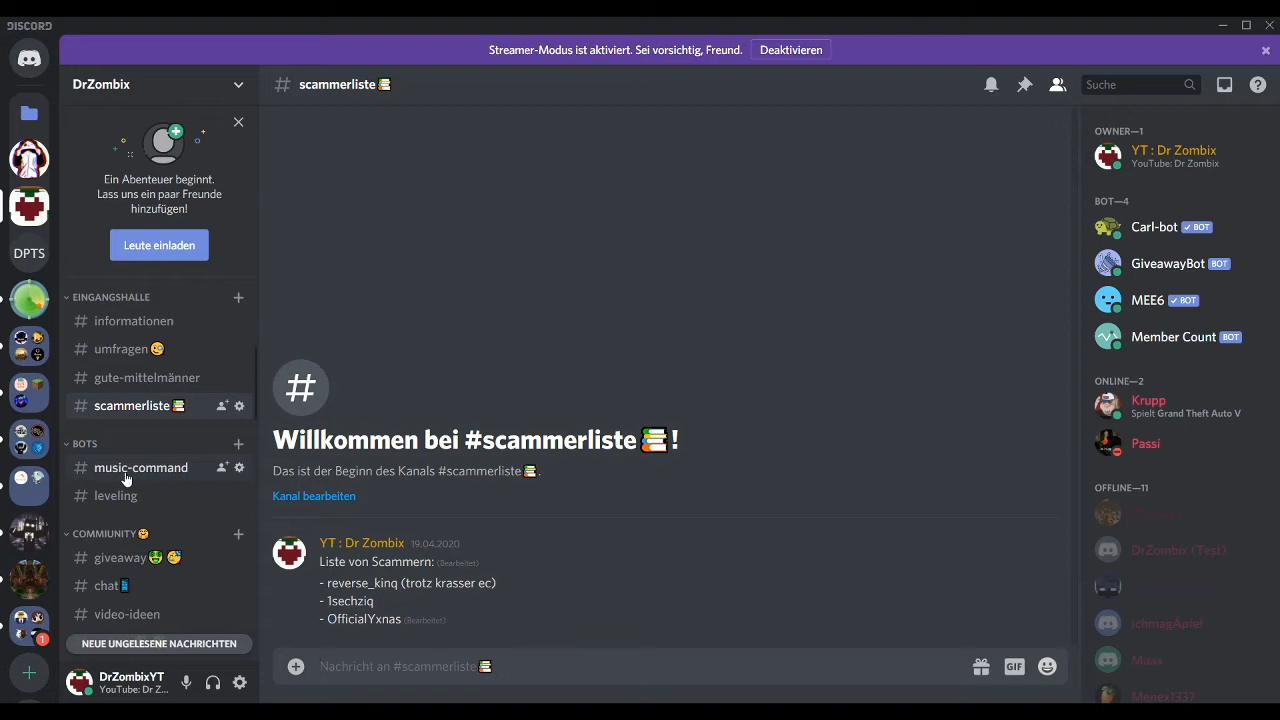 DISCORD
Streamer-Modus ist aktiviert. Sei vorsichtig, Freund. Deaktivieren
DrZombix
scammerliste📚
Suche
Ein Abenteuer beginnt.
Lass uns ein paar Freunde
hinzufügen!
Leute einladen
DPTS
EINGANGSHALLE
informationen
umfragen🧐
gute-mittelmänner
scammerliste📚
BOTS
music-command
leveling
COMMUNITY🤗
giveaway🤑🥳
chat📱
video-ideen
NEUE UNGELESENE NACHRICHTEN
1
DrZombixYT
YouTube: Dr Z...
Willkommen bei #scammerliste📚!
Das ist der Beginn des Kanals #scammerliste📚.
Kanal bearbeiten
YT : Dr Zombix 19.04.2020
Liste von Scammern: (Bearbeitet)
- reverse_kinq (trotz krasser ec)
- 1sechziq
- OfficialYxnas (Bearbeitet)
Nachricht an #scammerliste📚
GIF
OWNER—1
YT : Dr Zombix
YouTube: Dr Zombix
BOT—4
Carl-bot ✓ BOT
GiveawayBot BOT
MEE6 ✓ BOT
Member Count BOT
ONLINE—2
Krupp
Spielt Grand Theft Auto V
Passi
OFFLINE—11
DrZombix (Test)
ichmagÄpfel
Maax
Menex1337